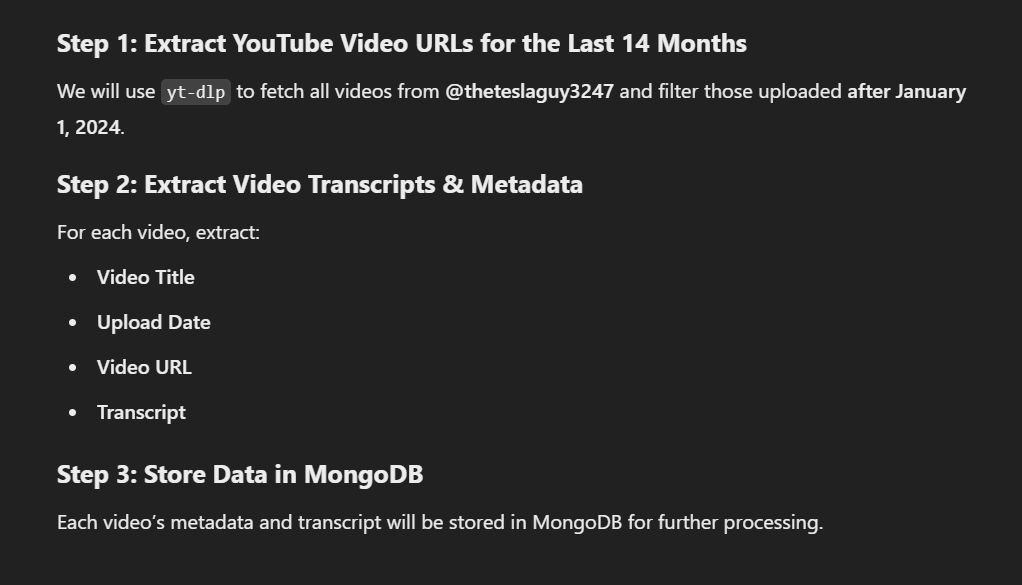 Step 1: Extract YouTube Video URLs for the Last 14 Months
We will use yt-dlp to fetch all videos from @theteslaguy3247 and filter those uploaded after January
1, 2024.
Step 2: Extract Video Transcripts & Metadata
For each video, extract:
• Video Title
• Upload Date
• Video URL
• Transcript
Step 3: Store Data in MongoDB
Each video’s metadata and transcript will be stored in MongoDB for further processing.